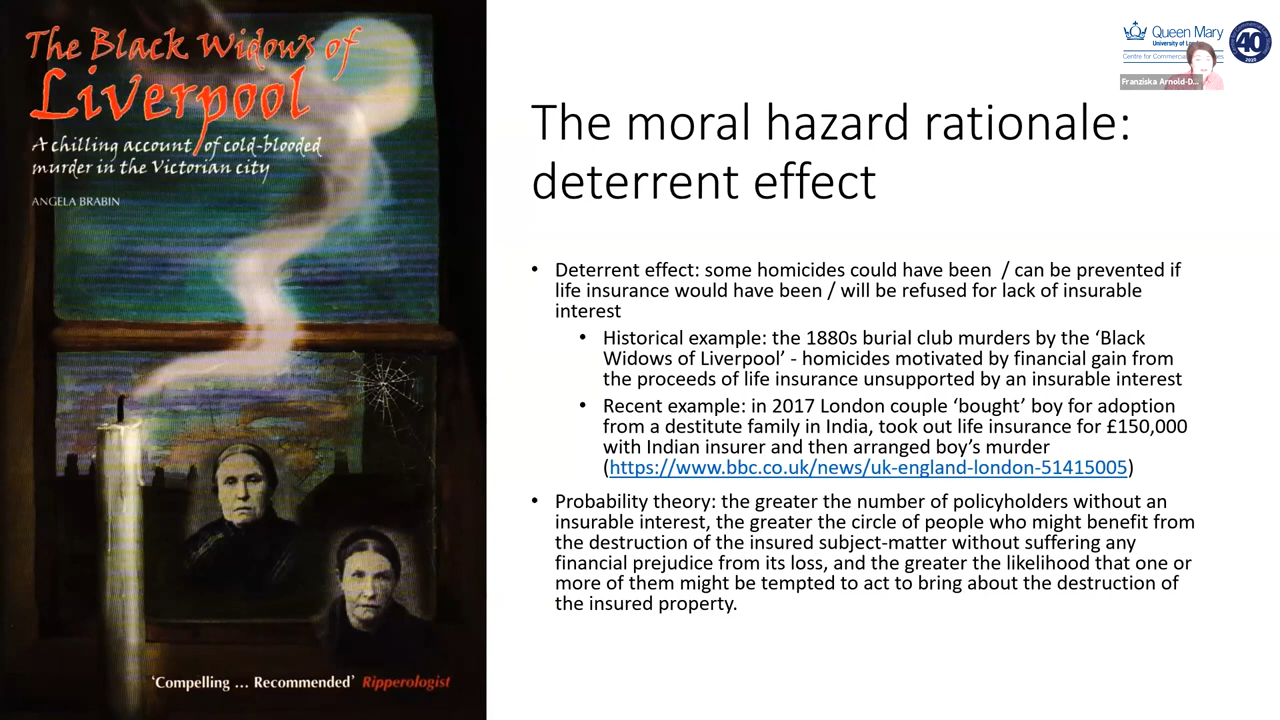 The Black Widows of
Liverpool
A chilling account of cold-blooded
murder in the Victorian city
ANGELA BRABIN
'Compelling ... Recommended' Ripperologist
Queen Mary
University of
Centre for Commercial
40
2020
Franziska Arnold-D...
The moral hazard rationale:
deterrent effect
• Deterrent effect: some homicides could have been / can be prevented if
life insurance would have been / will be refused for lack of insurable
interest
• Historical example: the 1880s burial club murders by the 'Black
Widows of Liverpool' - homicides motivated by financial gain from
the proceeds of life insurance unsupported by an insurable interest
• Recent example: in 2017 London couple 'bought' boy for adoption
from a destitute family in India, took out life insurance for £150,000
with Indian insurer and then arranged boy's murder
(https://www.bbc.co.uk/news/uk-england-london-51415005)
• Probability theory: the greater the number of policyholders without an
insurable interest, the greater the circle of people who might benefit from
the destruction of the insured subject-matter without suffering any
financial prejudice from its loss, and the greater the likelihood that one or
more of them might be tempted to act to bring about the destruction of
the insured property.